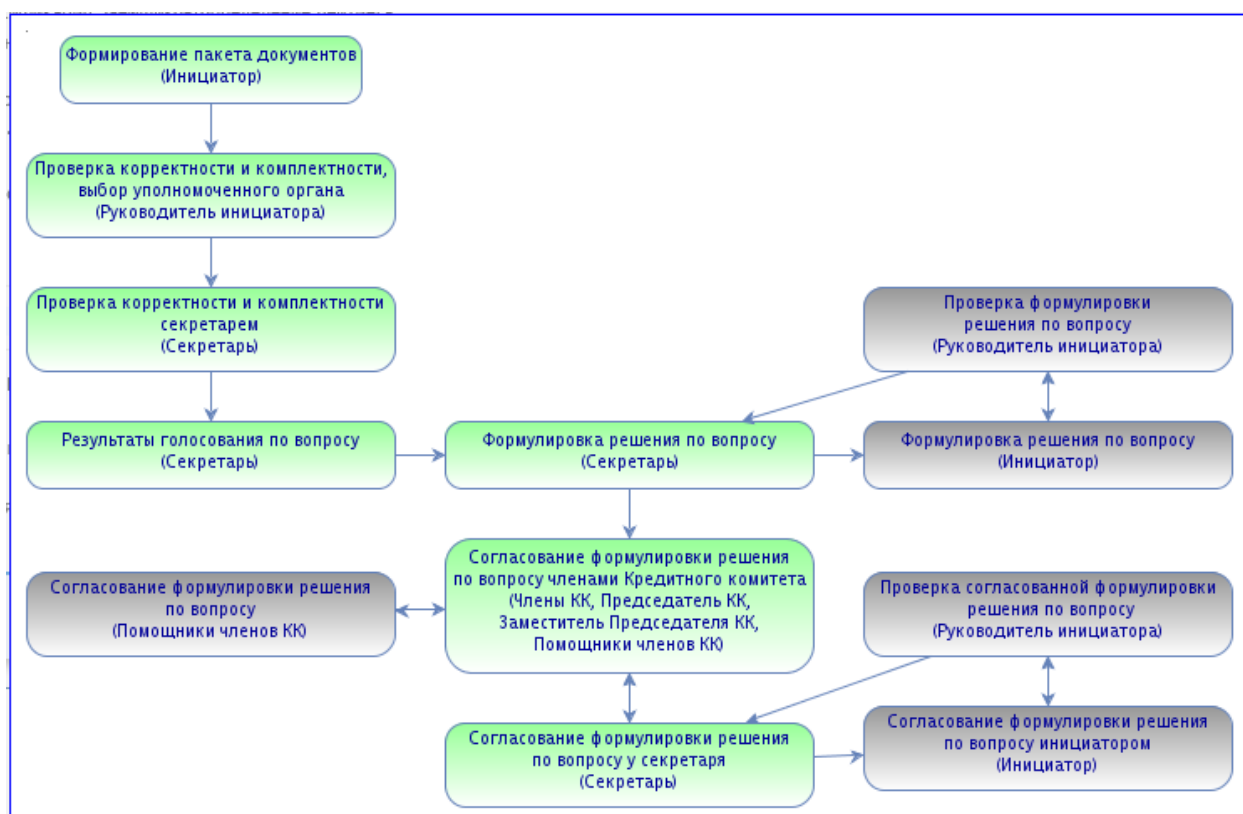 Формирование пакета документов
(Инициатор)
Проверка корректности и комплектности,
выбор уполномоченного органа
(Руководитель инициатора)
Проверка корректности и комплектности
секретарем
(Секретарь)
Проверка формулировки
решения по вопросу
(Руководитель инициатора)
Результаты голосования по вопросу
(Секретарь)
Формулировка решения по вопросу
(Секретарь)
Формулировка решения по вопросу
(Инициатор)
Согласование формулировки решения
по вопросу
(Помощники членов КК)
Согласование формулировки решения
по вопросу членами Кредитного комитета
(Члены КК, Председатель КК,
Заместитель Председателя КК,
Помощники членов КК)
Проверка согласованной формулировки
решения по вопросу
(Руководитель инициатора)
Согласование формулировки решения
по вопросу у секретаря
(Секретарь)
Согласование формулировки решения
по вопросу инициатором
(Инициатор)